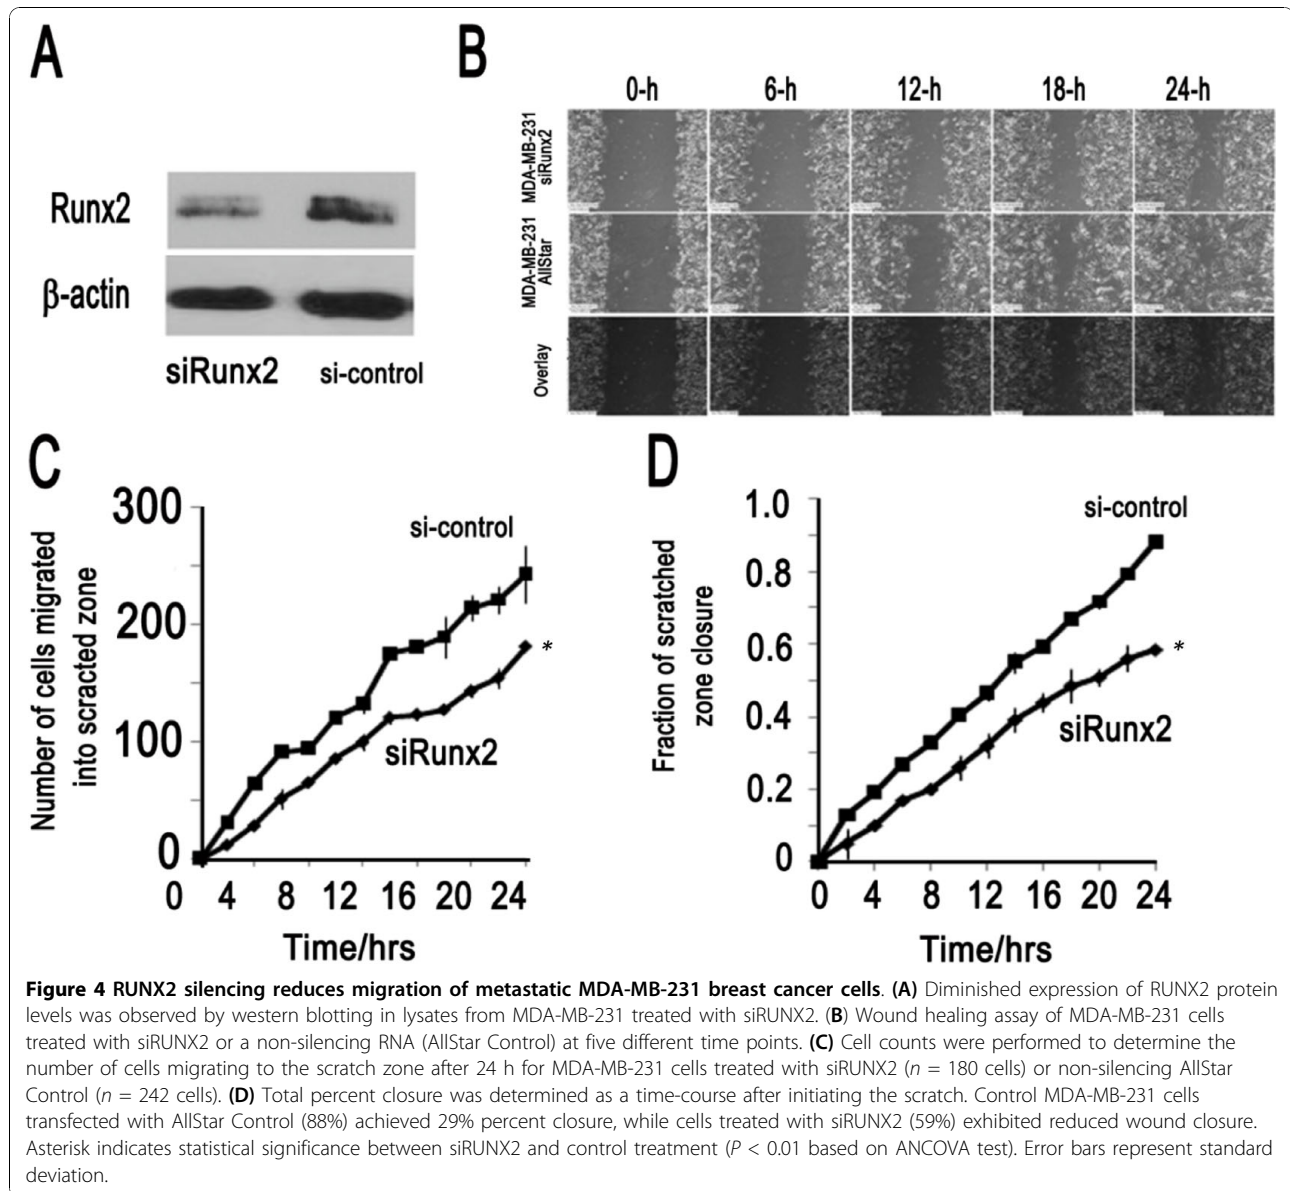 A
B
0-h 6-h 12-h 18-h 24-h
MDA-MB-231
siRunx2
MDA-MB-231
AllStar
Overlay
Runx2
β-actin
siRunx2 si-control
C
Number of cells migrated
into scracted zone
300
200
100
0
si-control
*
siRunx2
0 4 8 12 16 20 24
Time/hrs
D
Fraction of scratched
zone closure
1.0
0.8
0.6
0.4
0.2
0
si-control
*
siRunx2
0 4 8 12 16 20 24
Time/hrs
Figure 4 RUNX2 silencing reduces migration of metastatic MDA-MB-231 breast cancer cells. (A) Diminished expression of RUNX2 protein
levels was observed by western blotting in lysates from MDA-MB-231 treated with siRUNX2. (B) Wound healing assay of MDA-MB-231 cells
treated with siRUNX2 or a non-silencing RNA (AllStar Control) at five different time points. (C) Cell counts were performed to determine the
number of cells migrating to the scratch zone after 24 h for MDA-MB-231 cells treated with siRUNX2 (n = 180 cells) or non-silencing AllStar
Control (n = 242 cells). (D) Total percent closure was determined as a time-course after initiating the scratch. Control MDA-MB-231 cells
transfected with AllStar Control (88%) achieved 29% percent closure, while cells treated with siRUNX2 (59%) exhibited reduced wound closure.
Asterisk indicates statistical significance between siRUNX2 and control treatment (P < 0.01 based on ANCOVA test). Error bars represent standard
deviation.